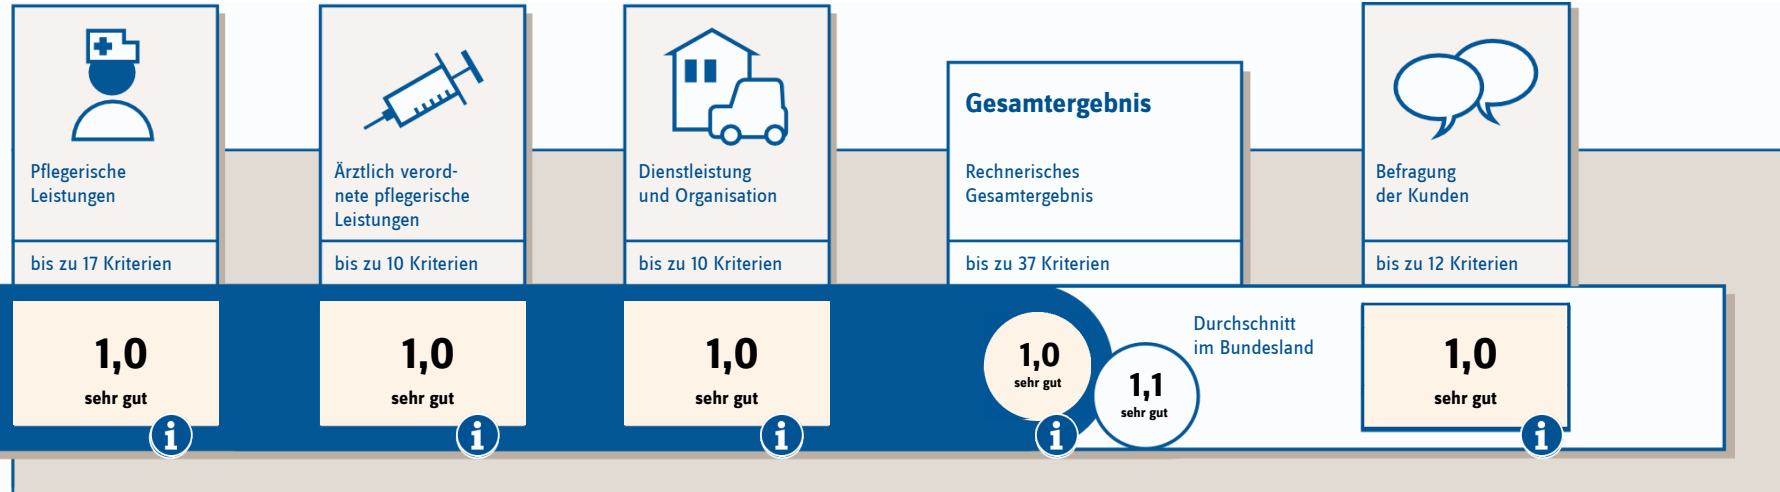 Pflegerische
Leistungen
bis zu 17 Kriterien
1,0
sehr gut
i
Ärztlich verord-
nete pflegerische
Leistungen
bis zu 10 Kriterien
1,0
sehr gut
i
Dienstleistung
und Organisation
bis zu 10 Kriterien
1,0
sehr gut
i
Gesamtergebnis
Rechnerisches
Gesamtergebnis
bis zu 37 Kriterien
1,0
sehr gut
i
Durchschnitt
im Bundesland
1,1
sehr gut
Befragung
der Kunden
bis zu 12 Kriterien
1,0
sehr gut
i